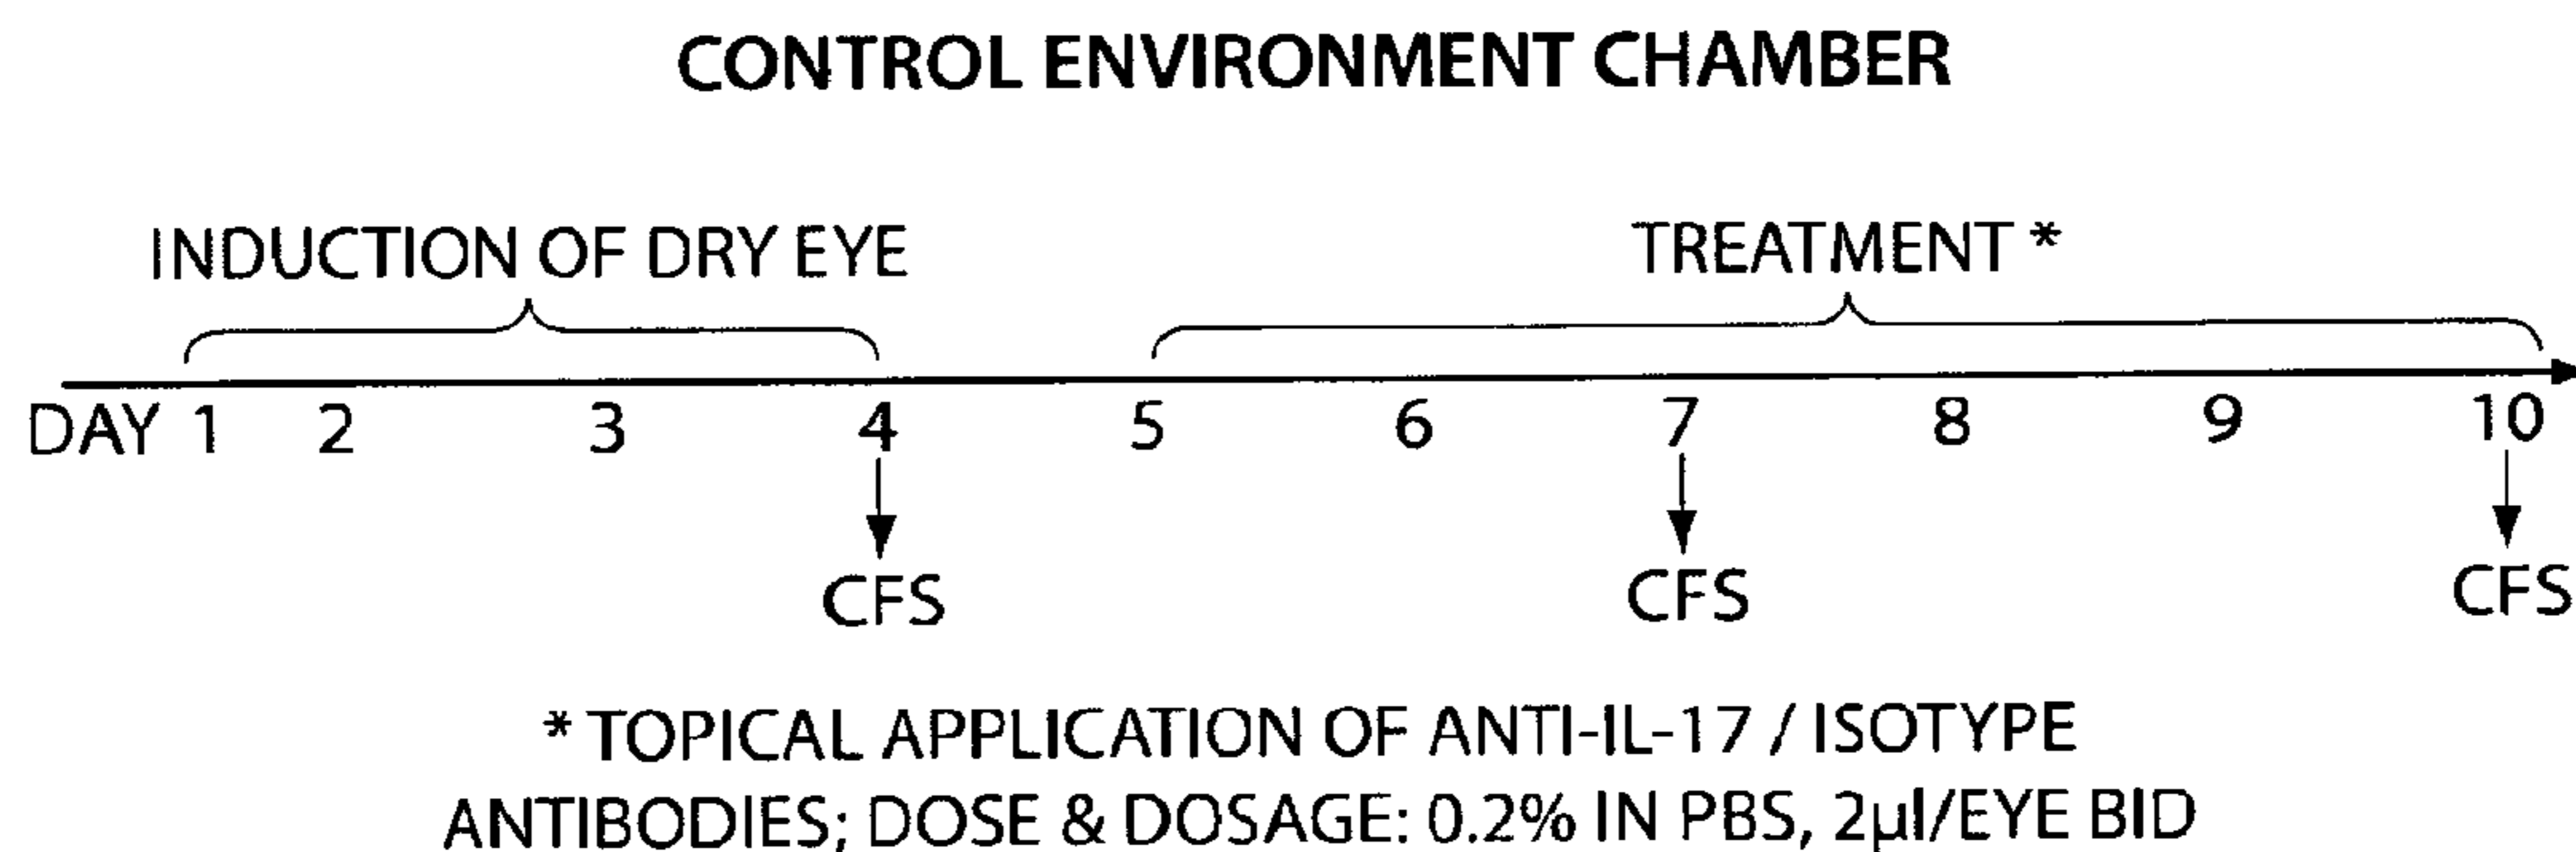 CONTROL ENVIRONMENT CHAMBER
INDUCTION OF DRY EYE TREATMENT *
DAY 1 2 3 4 5 6 7 8 9 10
CFS CFS CFS
* TOPICAL APPLICATION OF ANTI-IL-17 / ISOTYPE
ANTIBODIES; DOSE & DOSAGE: 0.2% IN PBS, 2µl/EYE BID